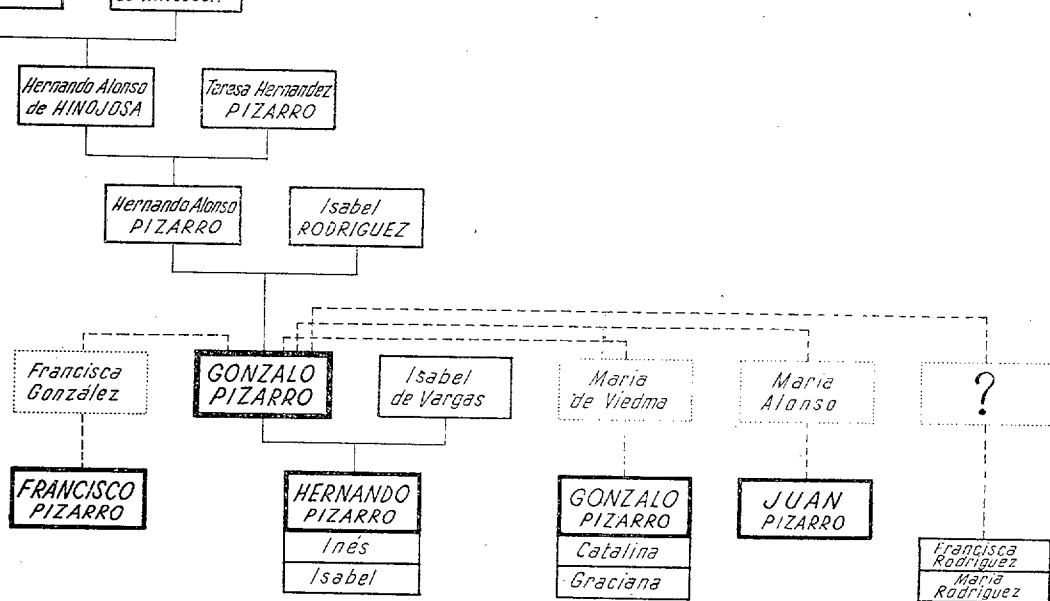 Hernando Alonso
de HINOJOSA
Teresa Hernandez
PIZARRO
Hernando Alonso
PIZARRO
Isabel
RODRIGUEZ
Francisca
González
GONZALO
PIZARRO
Isabel
de Vargas
Maria
de Viedma
Maria
Alonso
?
FRANCISCO
PIZARRO
HERNANDO
PIZARRO
Inés
Isabel
GONZALO
PIZARRO
Catalina
Graciana
JUAN
PIZARRO
Francisca
Rodriguez
Maria
Rodriguez